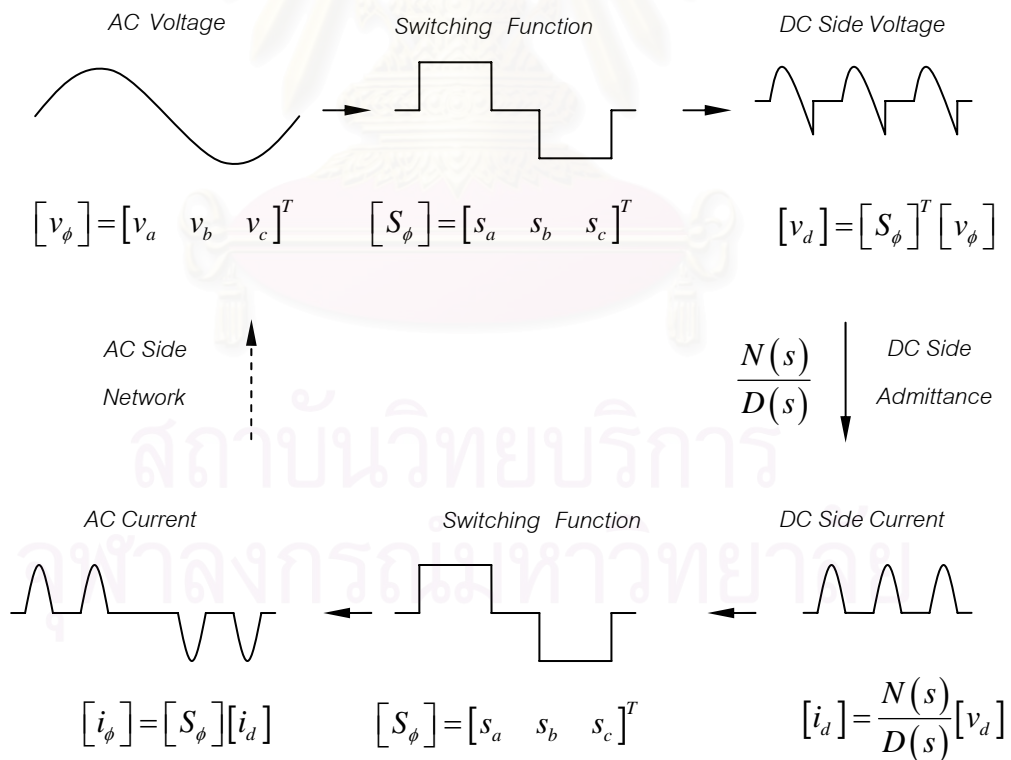 AC Voltage
Switching Function
DC Side Voltage
[v_ϕ] = [v_a v_b v_c]^T
[S_ϕ] = [s_a s_b s_c]^T
[v_d] = [S_ϕ]^T [v_ϕ]
AC Side
Network
N(s)
D(s)
DC Side
Admittance
สถาบันวิทยบริการ
AC Current
Switching Function
DC Side Current
จุฬาลงกรณ์มหาวิทยาลัย
[i_ϕ] = [S_ϕ][i_d]
[S_ϕ] = [s_a s_b s_c]^T
[i_d] = N(s)/D(s) [v_d]